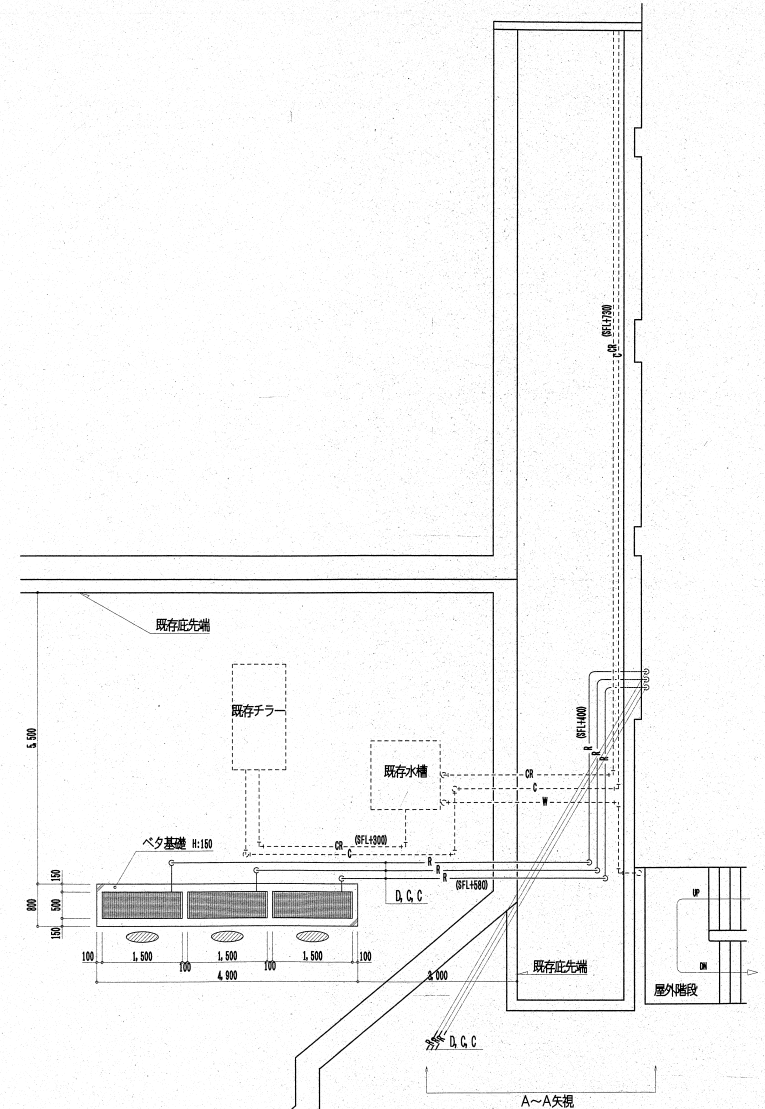 (SFL+730)
CR
C
既存庇先端
既存チラー
5,500
(SFL+400)
R
R
R
既存水槽
CR
C
W
(SFL+300)
CR
C
ベタ基礎 H:150
R
R
R
(SFL+580)
D, C, C
150
500
150
800
UP
DN
100
1,500
100
1,500
100
1,500
100
4,900
3,000
既存庇先端
屋外階段
R
R
R
D, C, C
A～A矢視